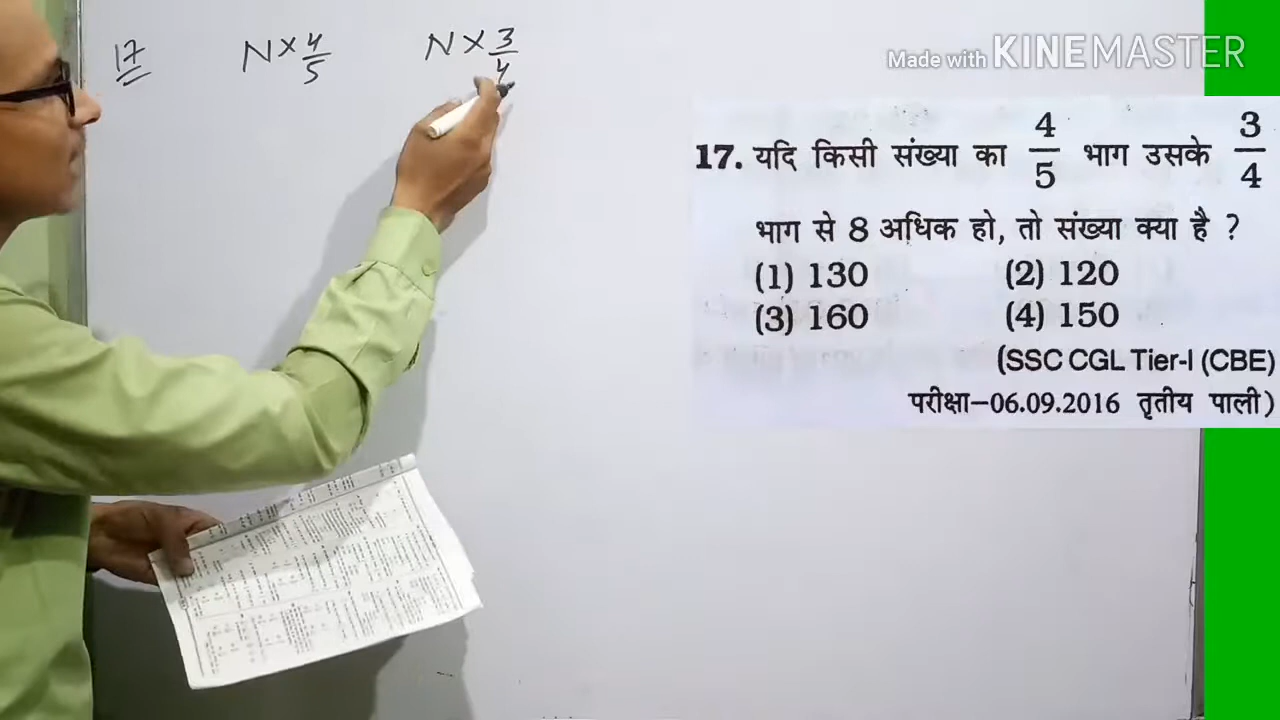 17 N × 4/5 N × 3/4
Made with KINEMASTER
17. यदि किसी संख्या का 4/5 भाग उसके 3/4
भाग से 8 अधिक हो, तो संख्या क्या है ?
(1) 130 (2) 120
(3) 160 (4) 150
(SSC CGL Tier-I (CBE)
परीक्षा–06.09.2016 तृतीय पाली)